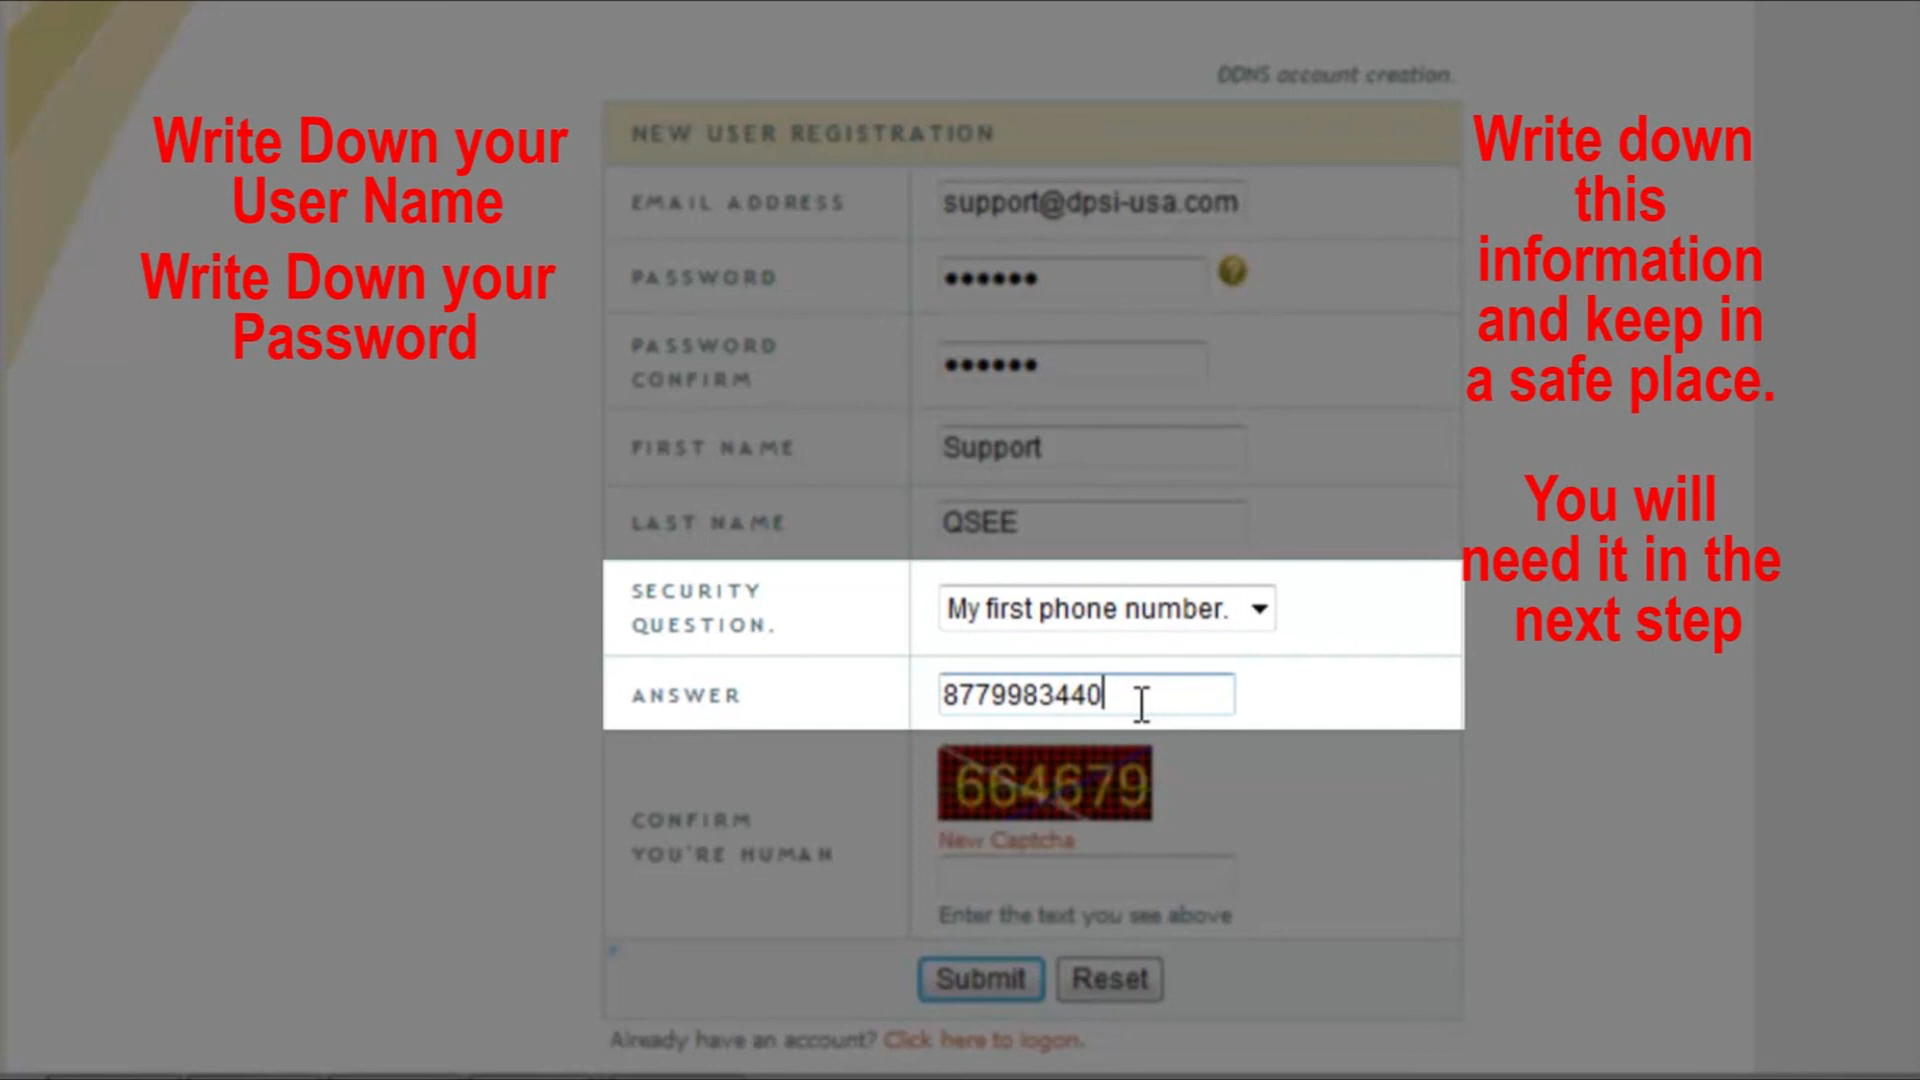 DDNS account creation.
Write Down your
User Name
Write Down your
Password
NEW USER REGISTRATION
EMAIL ADDRESS
support@dpsi-usa.com
PASSWORD
••••••
?
PASSWORD
CONFIRM
••••••
FIRST NAME
Support
LAST NAME
QSEE
SECURITY
QUESTION.
My first phone number.
ANSWER
8779983440
CONFIRM
YOU'RE HUMAN
664679
New Captcha
Enter the text you see above
Submit
Reset
Already have an account? Click here to logon.
Write down
this
information
and keep in
a safe place.
You will
need it in the
next step